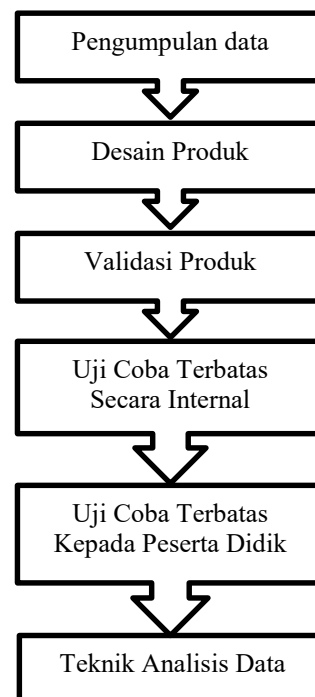 Pengumpulan data
Desain Produk
Validasi Produk
Uji Coba Terbatas
Secara Internal
Uji Coba Terbatas
Kepada Peserta Didik
Teknik Analisis Data